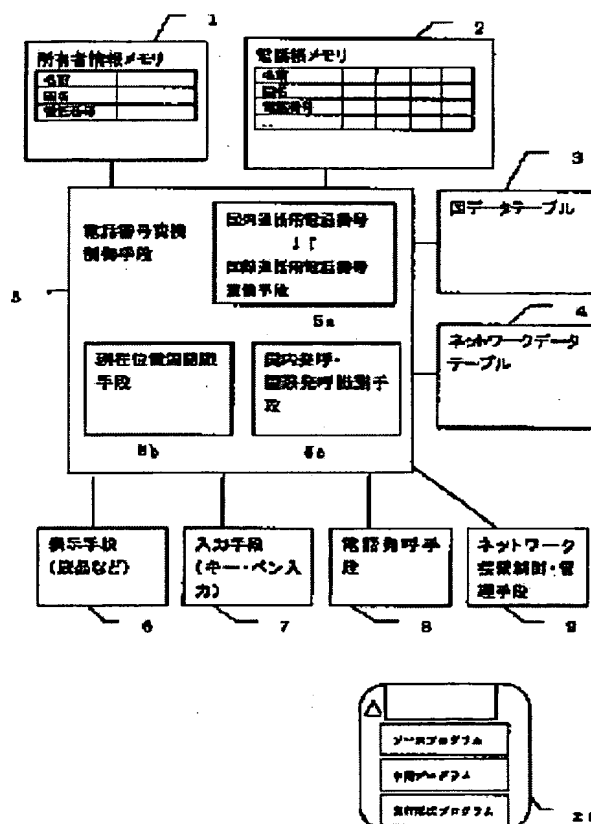 1
所有者情報メモリ
名前
国名
電話番号
2
電話帳メモリ
名前
国名
電話番号
...
3
国データテーブル
4
ネットワークデータ
テーブル
5
電話番号変換
制御手段
国内通話用電話番号
↓↑
国際通話用電話番号
変換手段
5a
現在位置国
手段
5b
国内発呼・
国際発呼識別手
段
5c
表示手段
(液晶など)
6
入力手段
(キー・ペン入
力)
7
電話発呼手
段
8
ネットワーク
接続制御・管
理手段
9
ソースプログラム
中間プログラム
実行形式プログラム